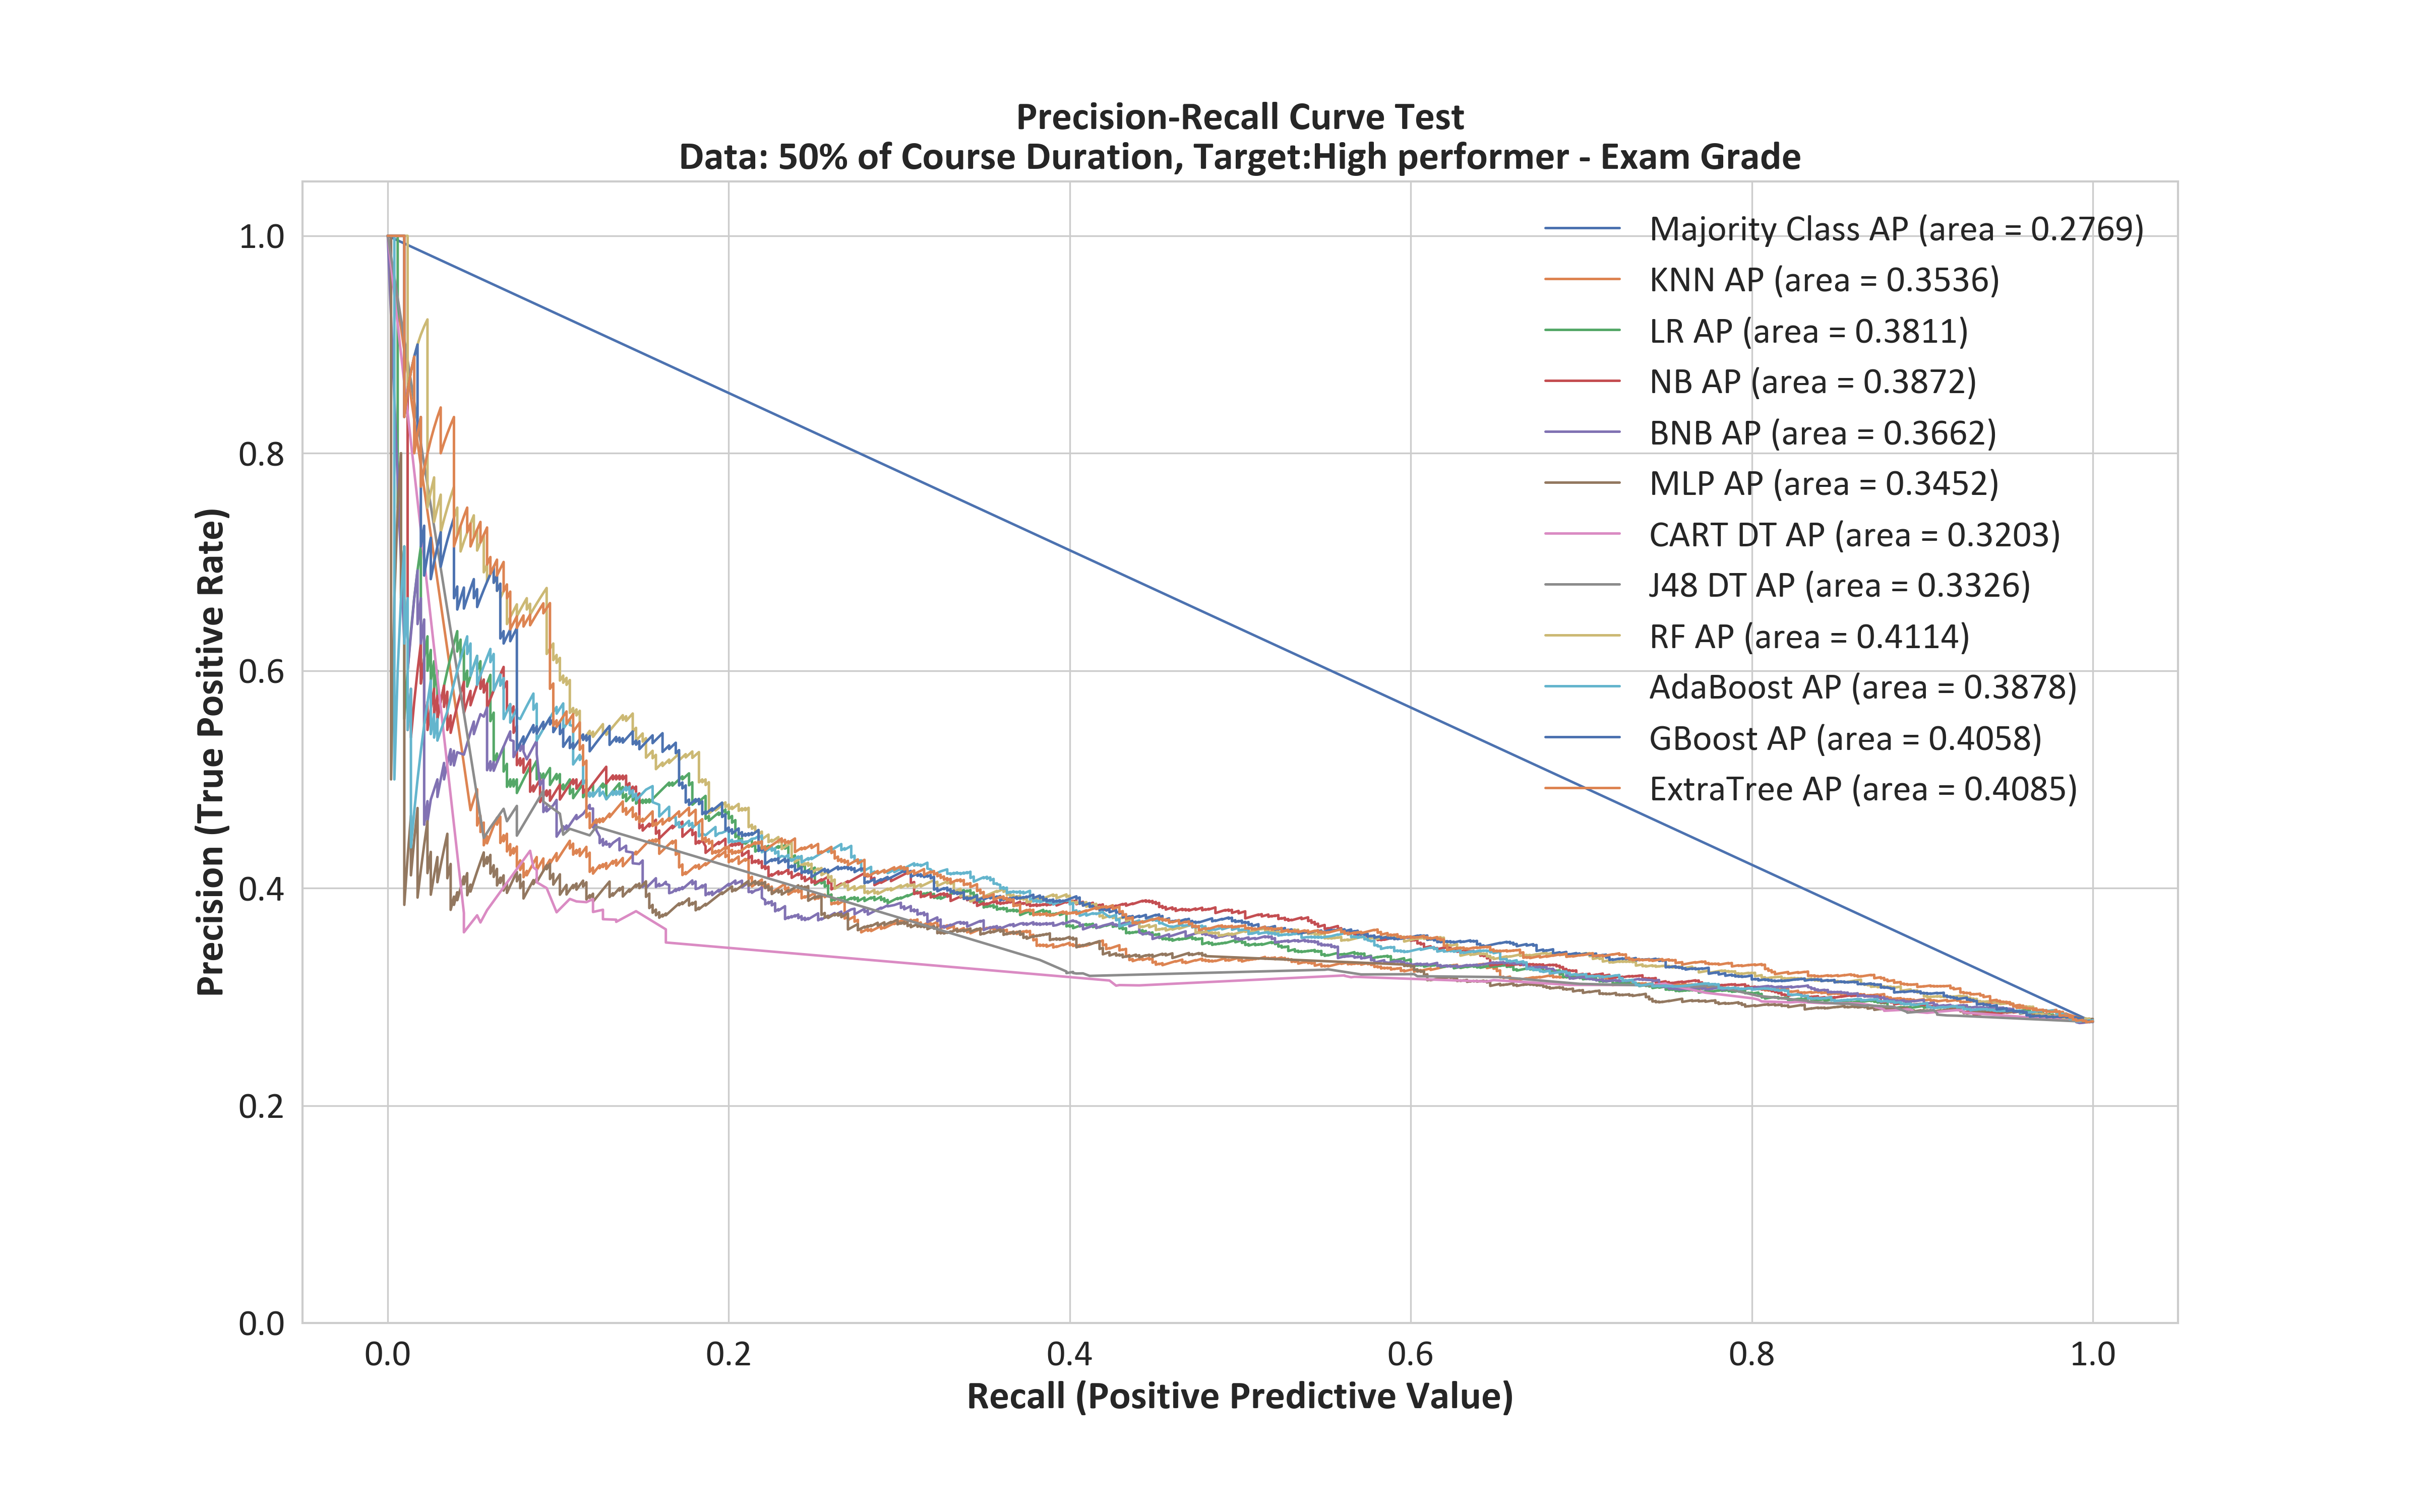 Precision-Recall Curve Test
Data: 50% of Course Duration, Target:High performer - Exam Grade
Majority Class AP (area = 0.2769)
KNN AP (area = 0.3536)
LR AP (area = 0.3811)
NB AP (area = 0.3872)
BNB AP (area = 0.3662)
MLP AP (area = 0.3452)
CART DT AP (area = 0.3203)
J48 DT AP (area = 0.3326)
RF AP (area = 0.4114)
AdaBoost AP (area = 0.3878)
GBoost AP (area = 0.4058)
ExtraTree AP (area = 0.4085)
Precision (True Positive Rate)
1.0
0.8
0.6
0.4
0.2
0.0
0.0 0.2 0.4 0.6 0.8 1.0
Recall (Positive Predictive Value)